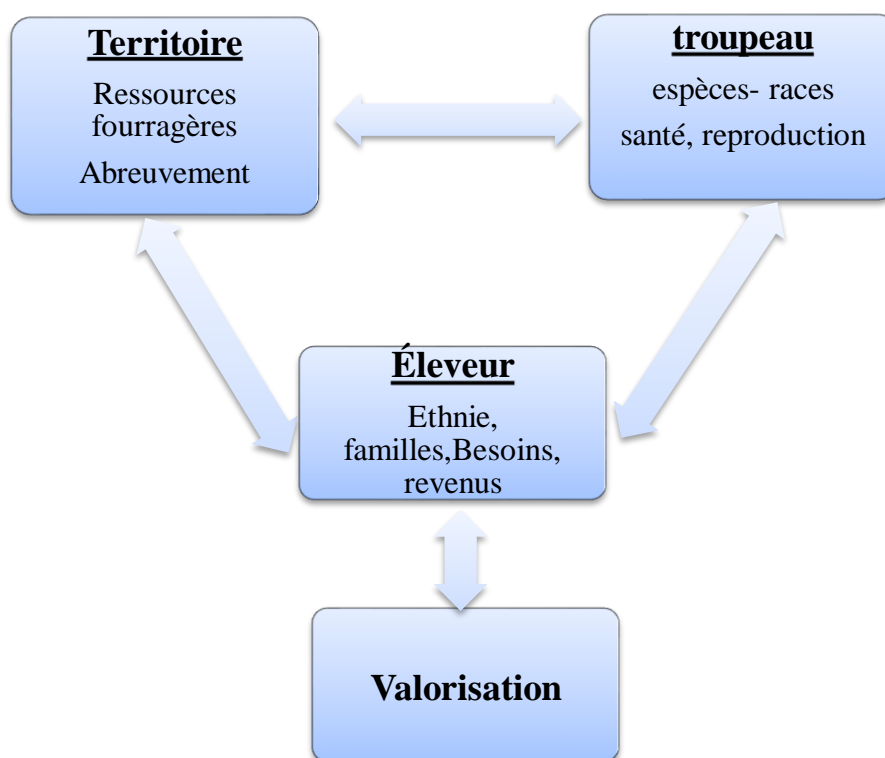 Territoire
Ressources
fourragères
Abreuvement
troupeau
espèces- races
santé, reproduction
Éleveur
Ethnie,
familles,Besoins,
revenus
Valorisation